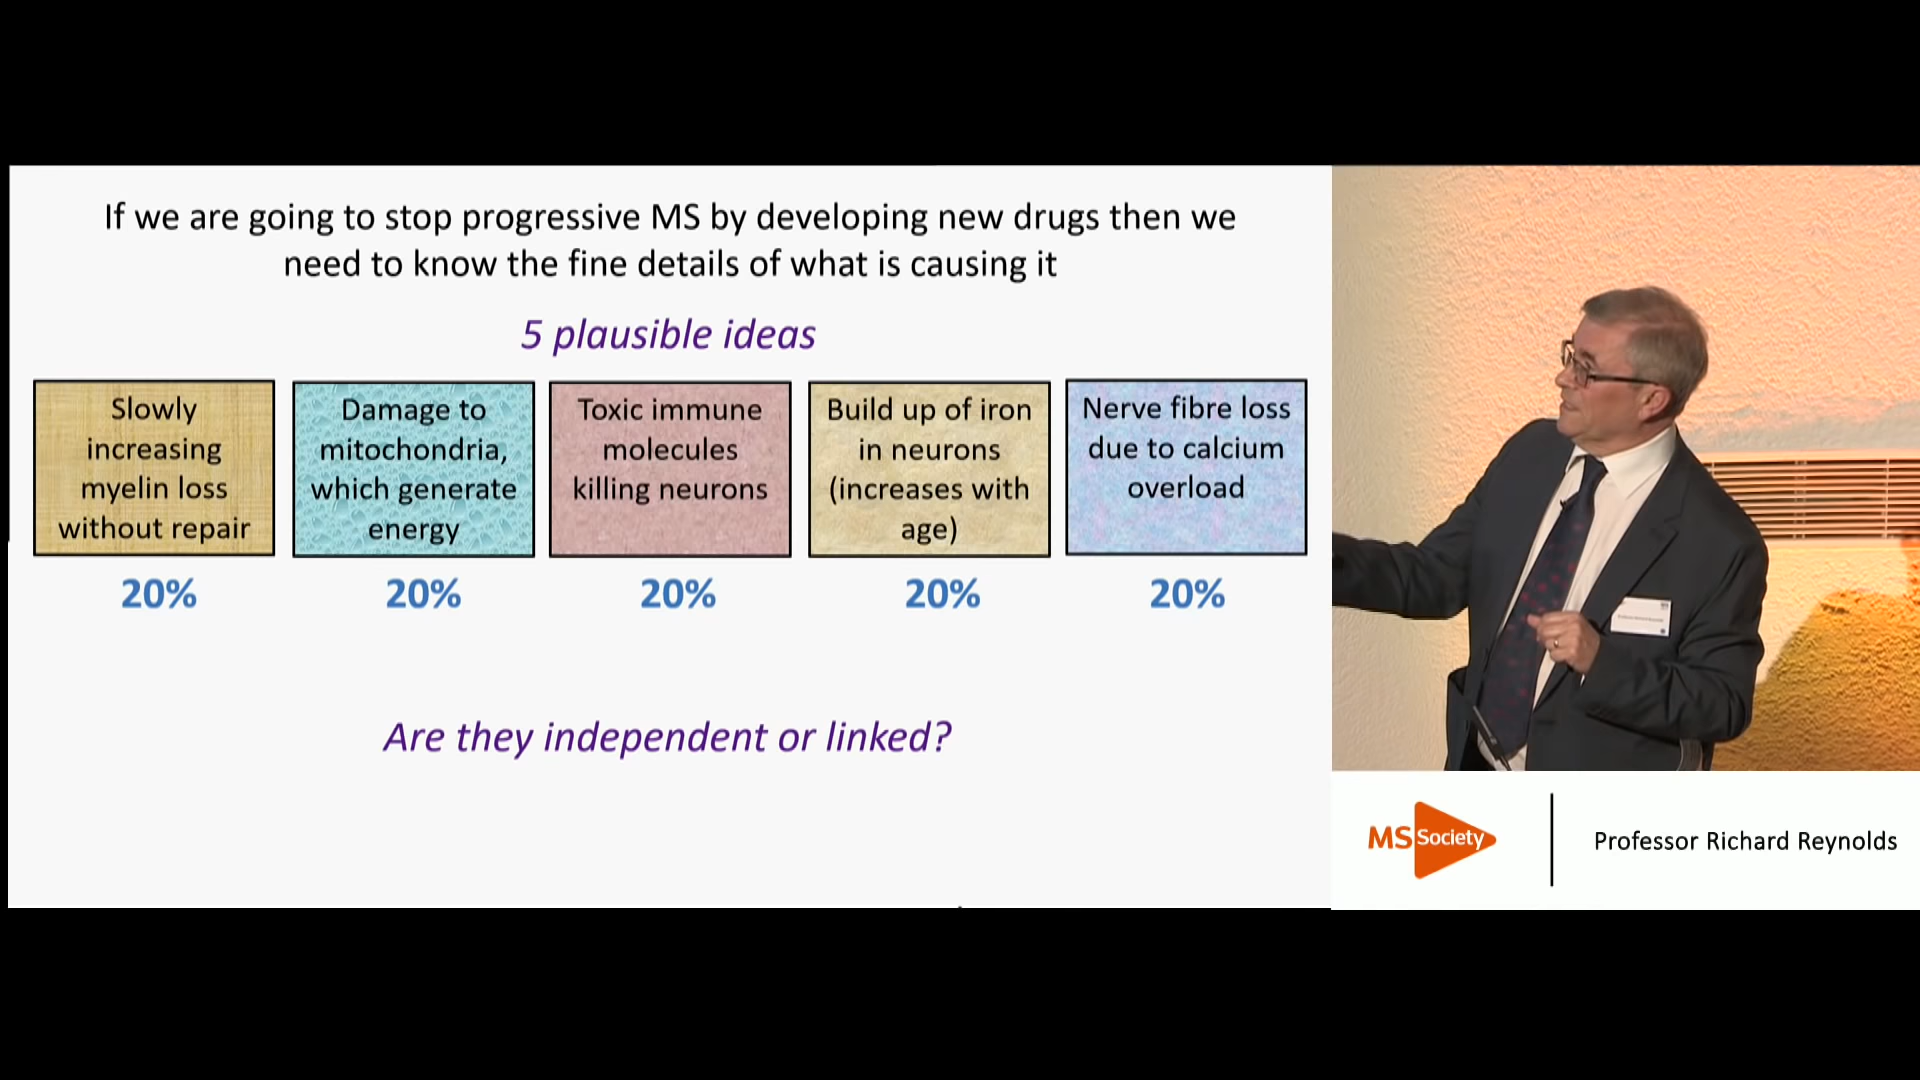 If we are going to stop progressive MS by developing new drugs then we
need to know the fine details of what is causing it
5 plausible ideas
Slowly
increasing
myelin loss
without repair
20%
Damage to
mitochondria,
which generate
energy
20%
Toxic immune
molecules
killing neurons
20%
Build up of iron
in neurons
(increases with
age)
20%
Nerve fibre loss
due to calcium
overload
20%
Are they independent or linked?
MS Society
Professor Richard Reynolds